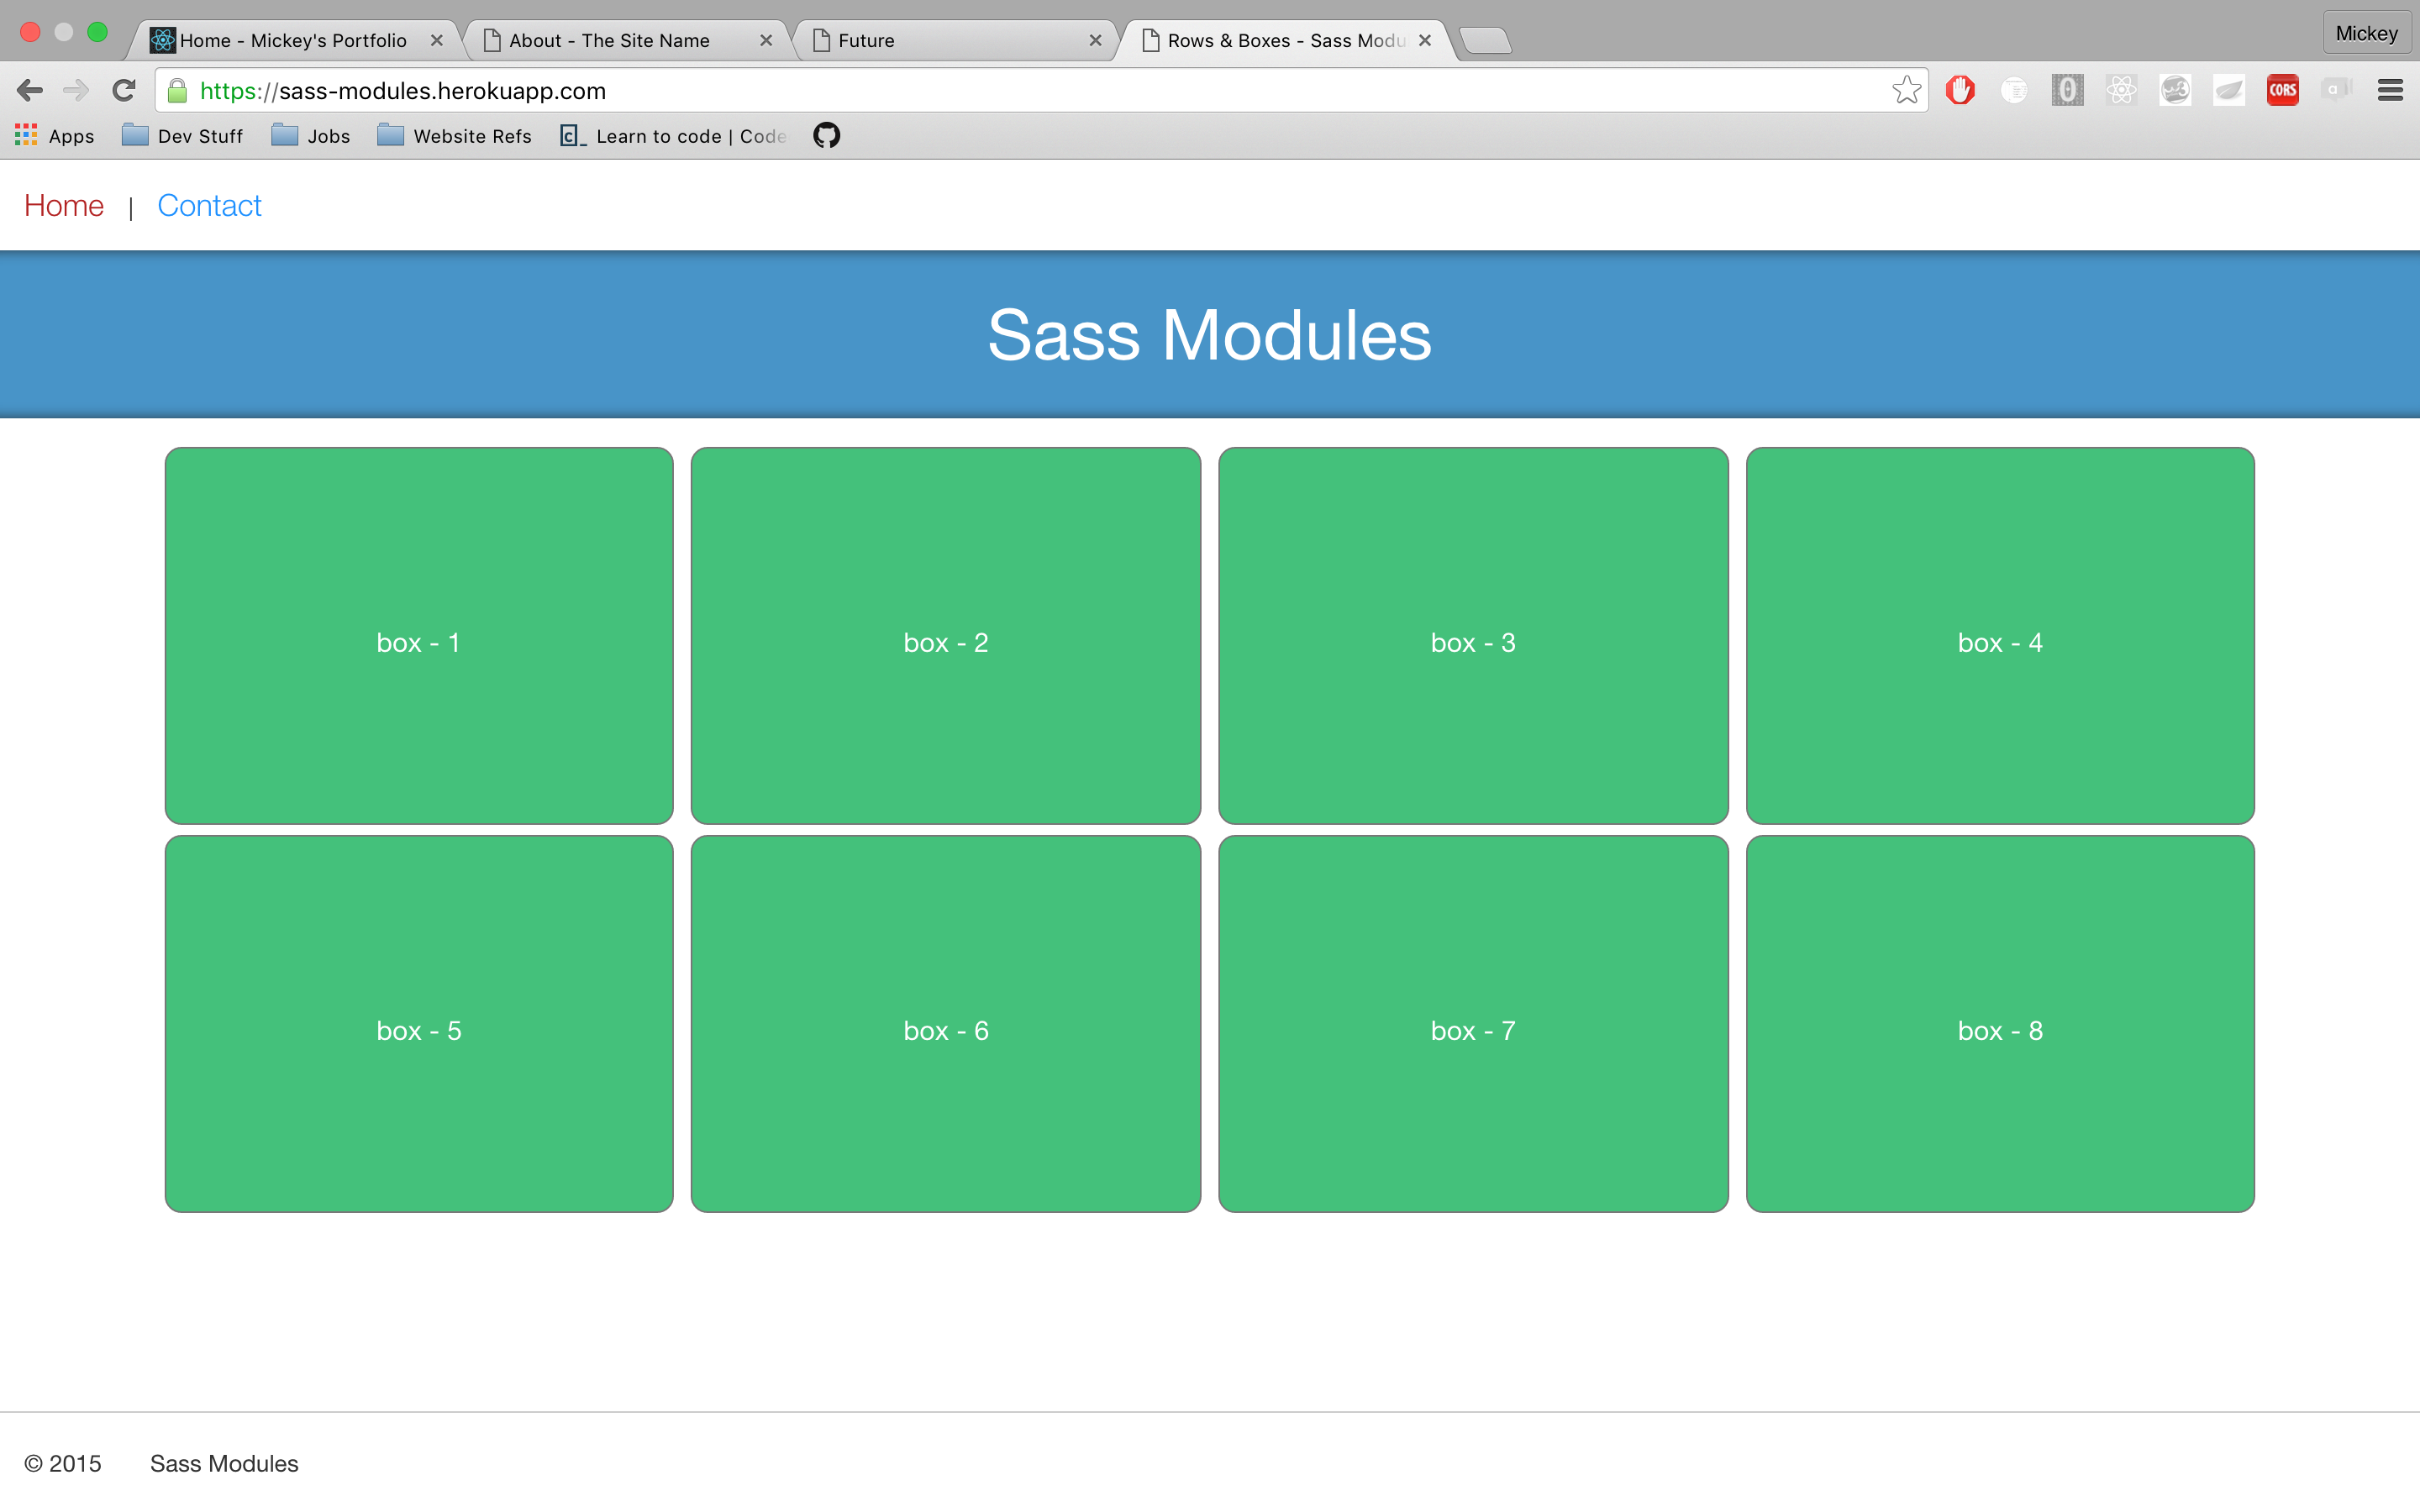 Home - Mickey's Portfolio
About - The Site Name
Future
Rows & Boxes - Sass Modu
Mickey
https://sass-modules.herokuapp.com
0
CORS
a
Apps
Dev Stuff
Jobs
Website Refs
c_ Learn to code | Code
Home | Contact
Sass Modules
box - 1
box - 2
box - 3
box - 4
box - 5
box - 6
box - 7
box - 8
© 2015 Sass Modules